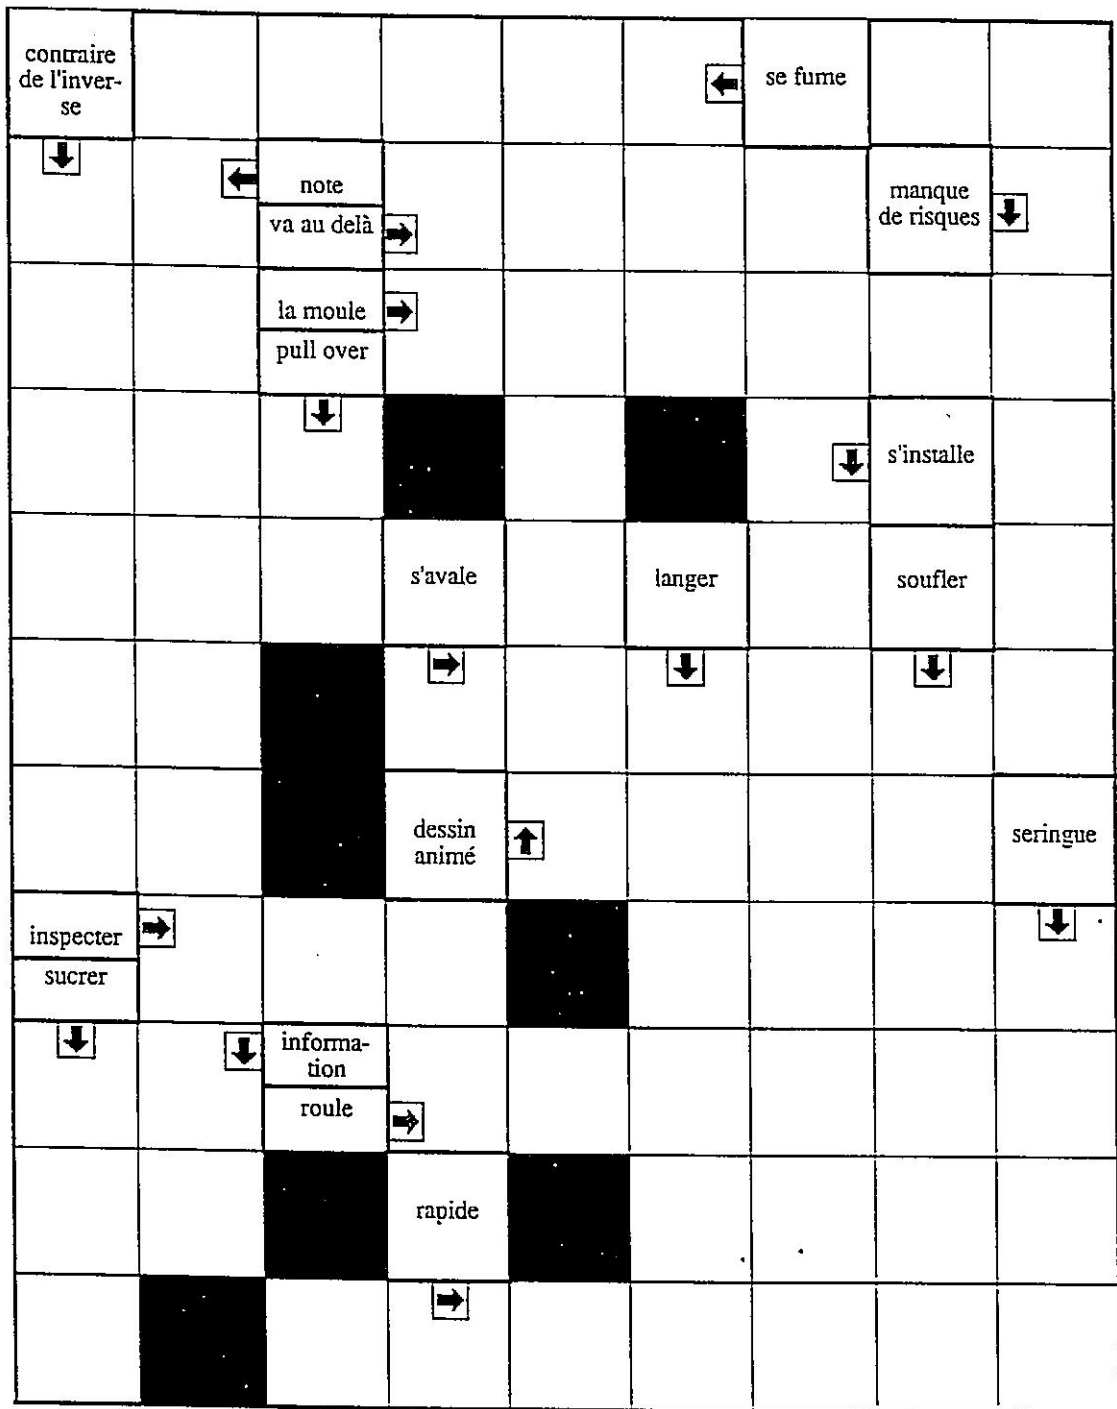 contraire
de l'inver-
se
se fume
note
va au delà
manque
de risques
la moule
pull over
s'installe
s'avale
langer
soufler
dessin
animé
seringue
inspecter
sucrer
informa-
tion
roule
rapide